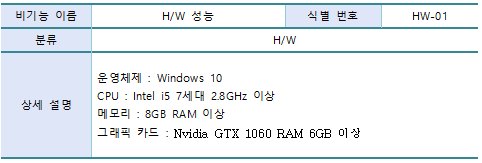 비기능 이름 H/W 성능 식별 번호 HW-01
분류 H/W
상세 설명
운영체제 : Windows 10
CPU : Intel i5 7세대 2.8GHz 이상
메모리 : 8GB RAM 이상
그래픽 카드 : Nvidia GTX 1060 RAM 6GB 이상